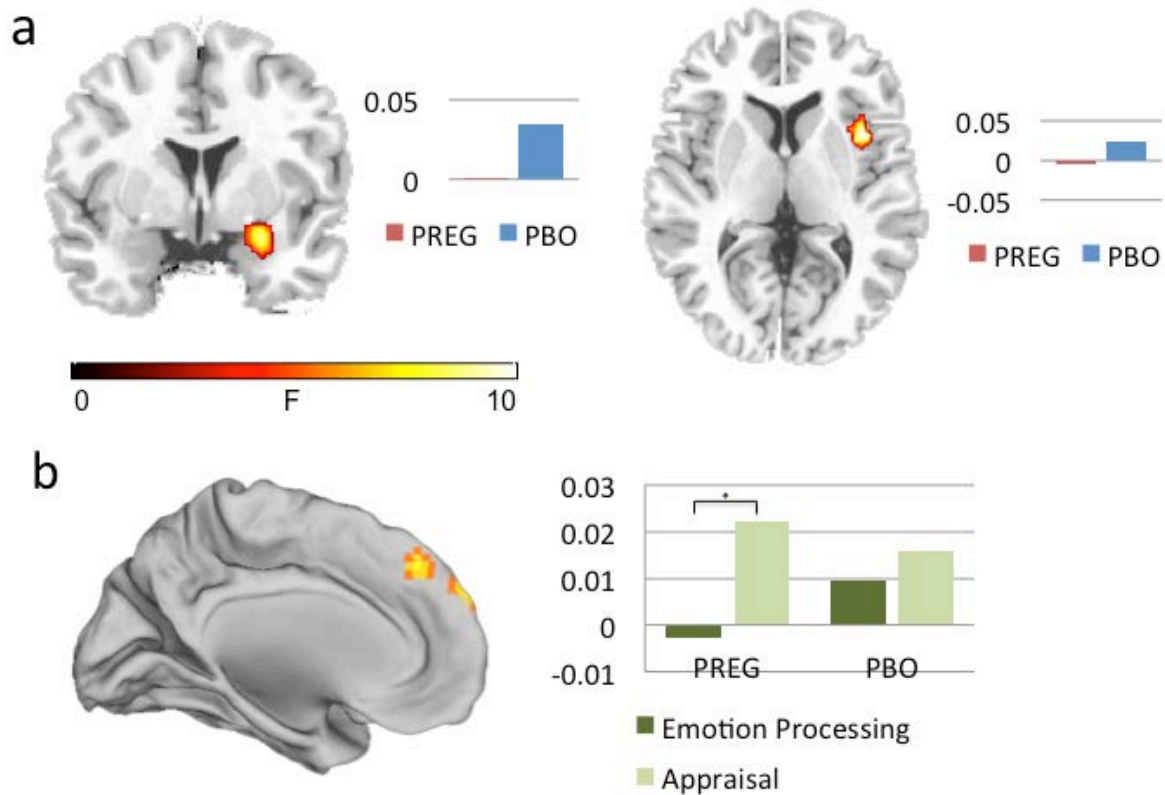 a
0.05
0
PREG PBO
0.05
0
-0.05
PREG PBO
0 F 10
b
0.03
*
0.02
0.01
0
-0.01
PREG PBO
Emotion Processing
Appraisal